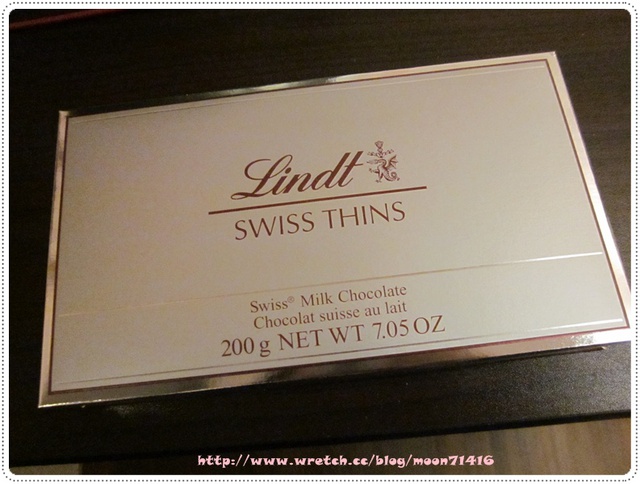 Lindt
SWISS THINS
Swiss® Milk Chocolate
Chocolat suisse au lait
200 g NET WT 7.05 OZ
http://www.wretch.cc/blog/moon71416